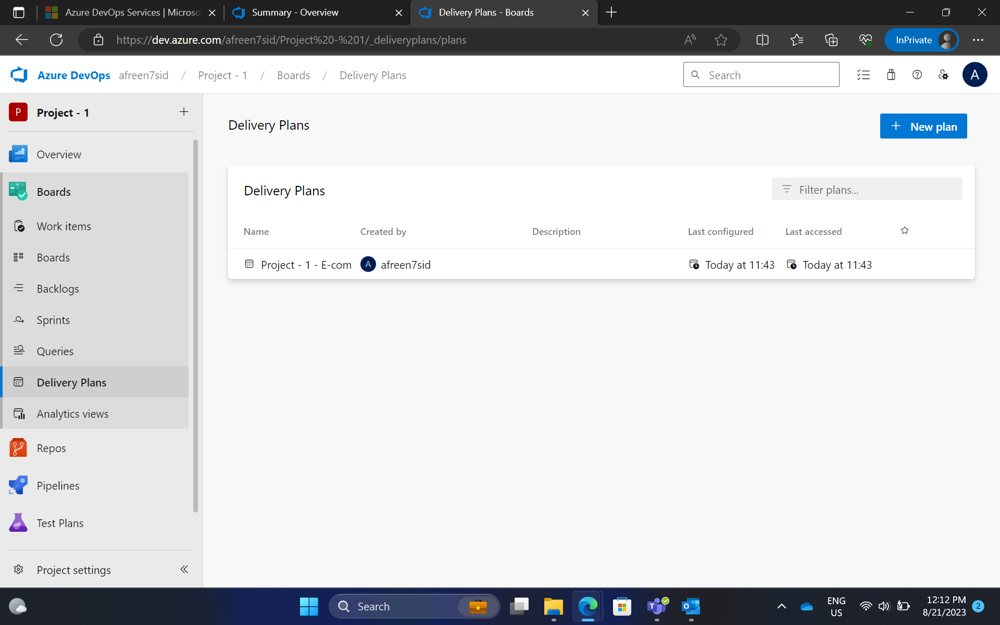 Azure DevOps Services | Microso
Summary - Overview
Delivery Plans - Boards
https://dev.azure.com/afreen7sid/Project%20-%201/_deliveryplans/plans
InPrivate
Azure DevOps afreen7sid / Project - 1 / Boards / Delivery Plans
Search
A
P Project - 1
Overview
Boards
Work items
Boards
Backlogs
Sprints
Queries
Delivery Plans
Analytics views
Repos
Pipelines
Test Plans
Project settings
Delivery Plans
+ New plan
Delivery Plans
Filter plans...
Name Created by Description Last configured Last accessed
Project - 1 - E-com A afreen7sid Today at 11:43 Today at 11:43
Search
ENG
US
12:12 PM
8/21/2023
2